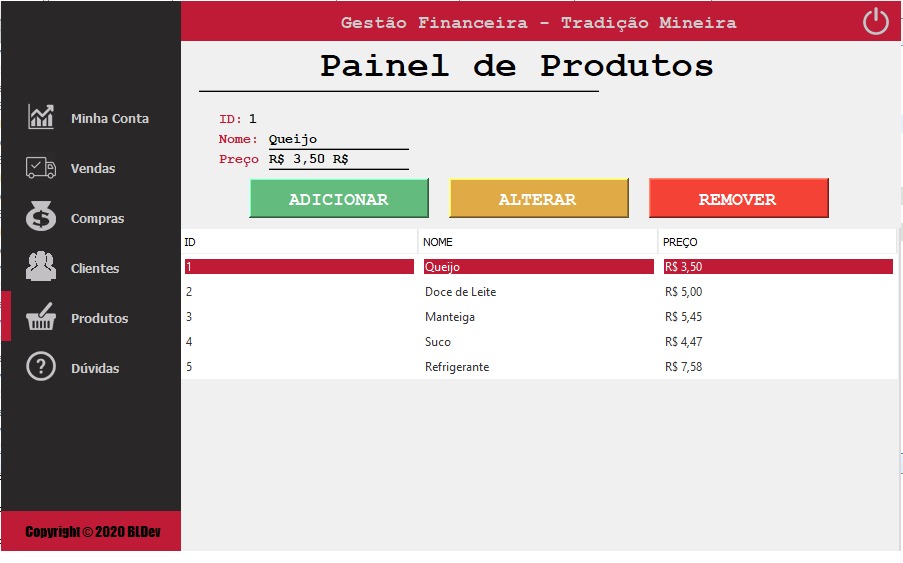 Gestão Financeira - Tradição Mineira
Painel de Produtos
Minha Conta
Vendas
Compras
Clientes
Produtos
Dúvidas
Copyright © 2020 BLDev
ID: 1
Nome: Queijo
Preço R$ 3,50 R$
ADICIONAR ALTERAR REMOVER
ID NOME PREÇO
1 Queijo R$ 3,50
2 Doce de Leite R$ 5,00
3 Manteiga R$ 5,45
4 Suco R$ 4,47
5 Refrigerante R$ 7,58